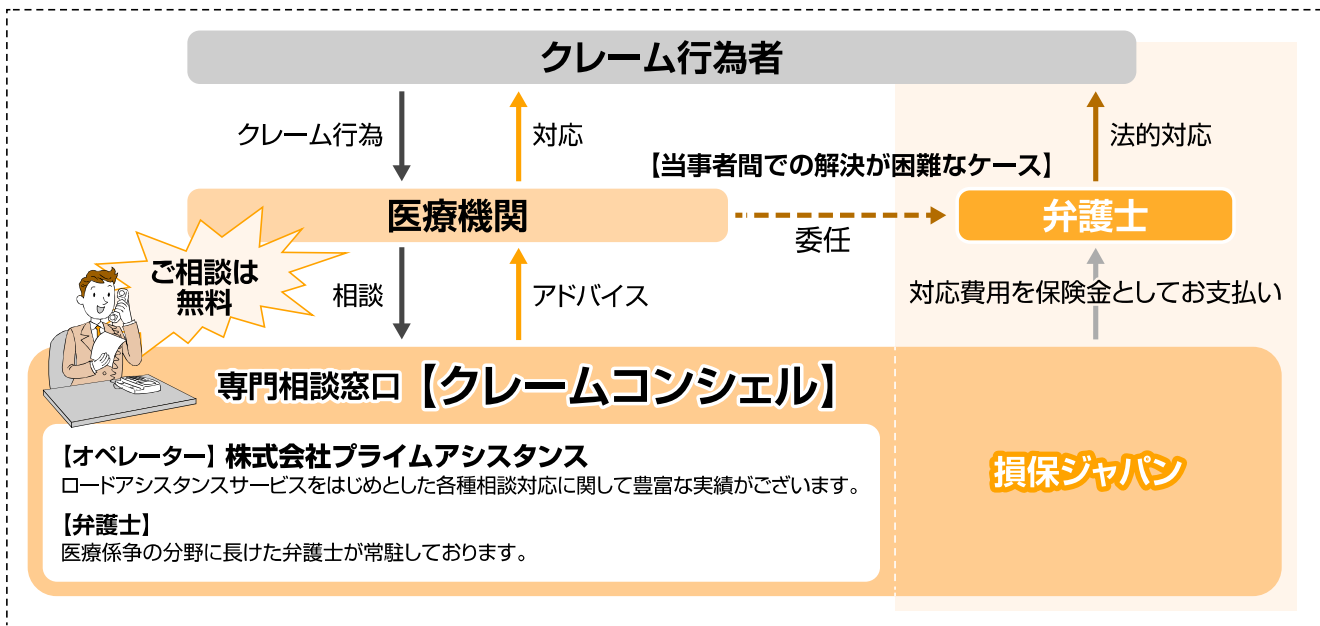 クレーム行為者
クレーム行為
対応
法的対応
【当事者間での解決が困難なケース】
医療機関
委任
弁護士
ご相談は
無料
相談
アドバイス
対応費用を保険金としてお支払い
専門相談窓口【クレームコンシェル】
【オペレーター】株式会社プライムアシスタンス
ロードアシスタンスサービスをはじめとした各種相談対応に関して豊富な実績がございます。
【弁護士】
医療係争の分野に長けた弁護士が常駐しております。
損保ジャパン